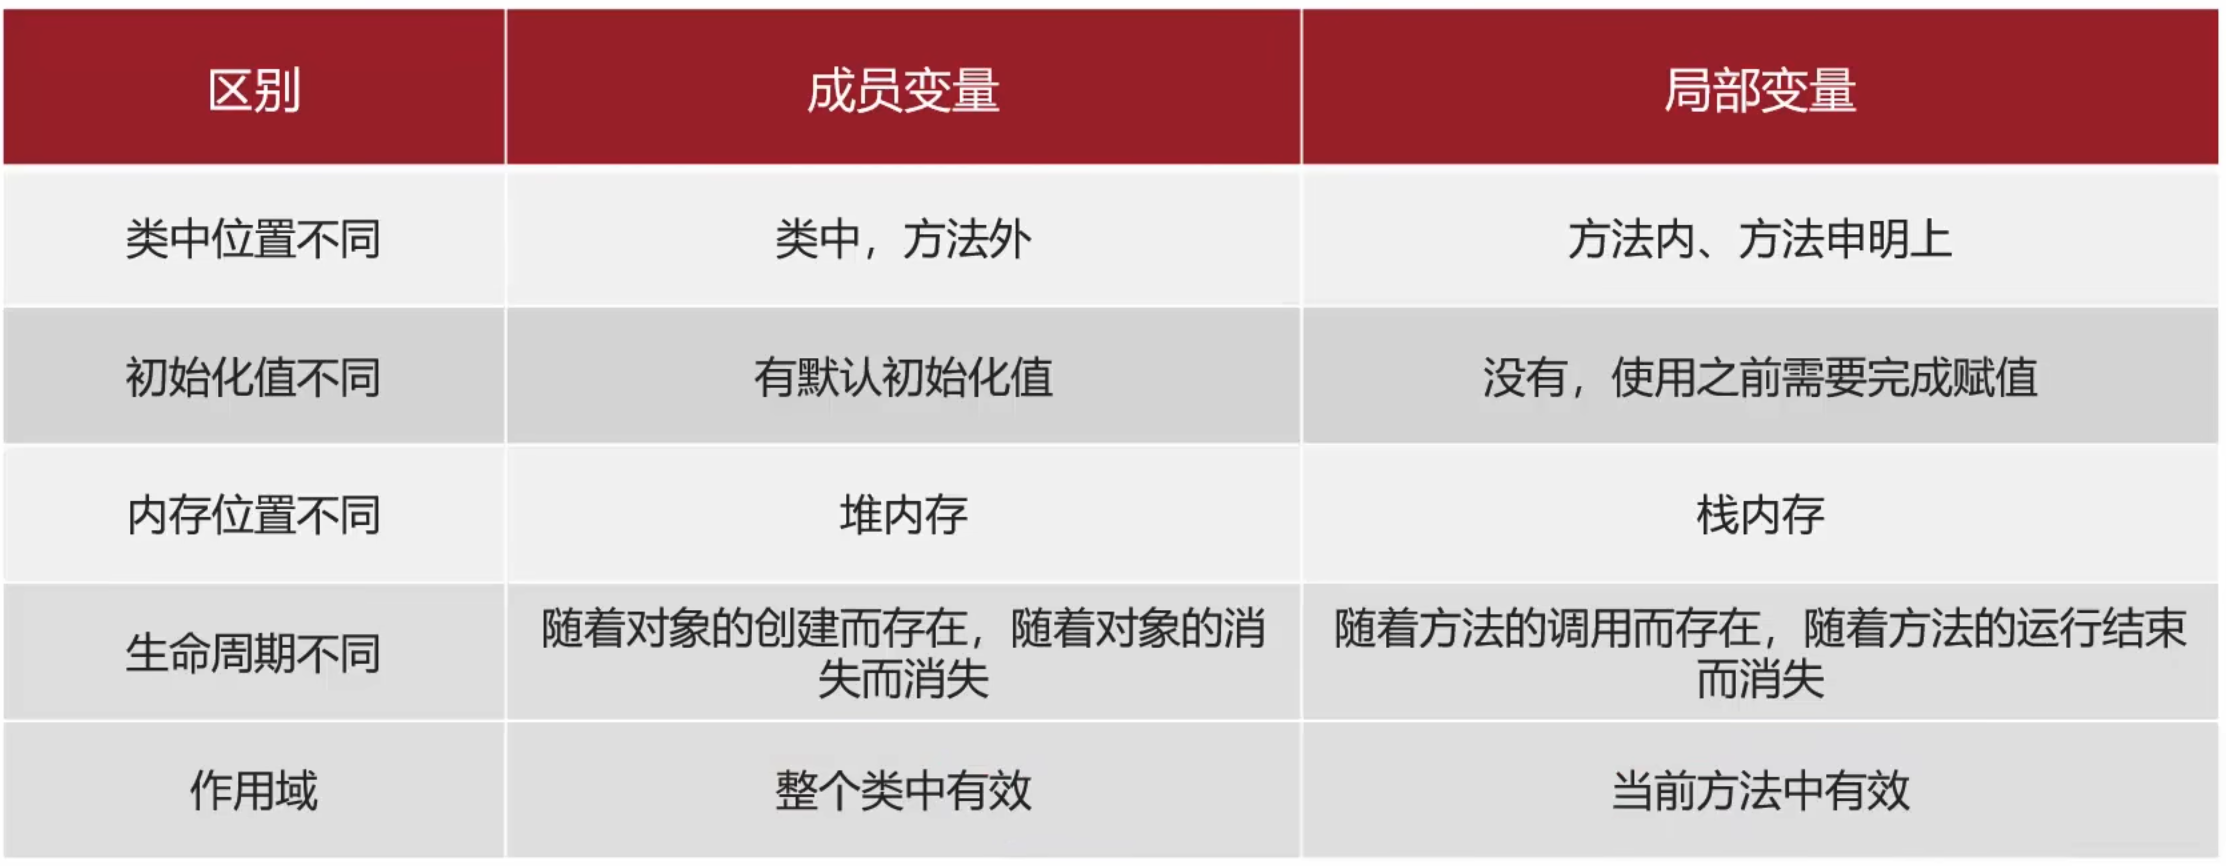 区别 成员变量 局部变量
类中位置不同 类中，方法外 方法内、方法申明上
初始化值不同 有默认初始化值 没有，使用之前需要完成赋值
内存位置不同 堆内存 栈内存
生命周期不同
随着对象的创建而存在，随着对象的消
失而消失
随着方法的调用而存在，随着方法的运行结束
而消失
作用域 整个类中有效 当前方法中有效